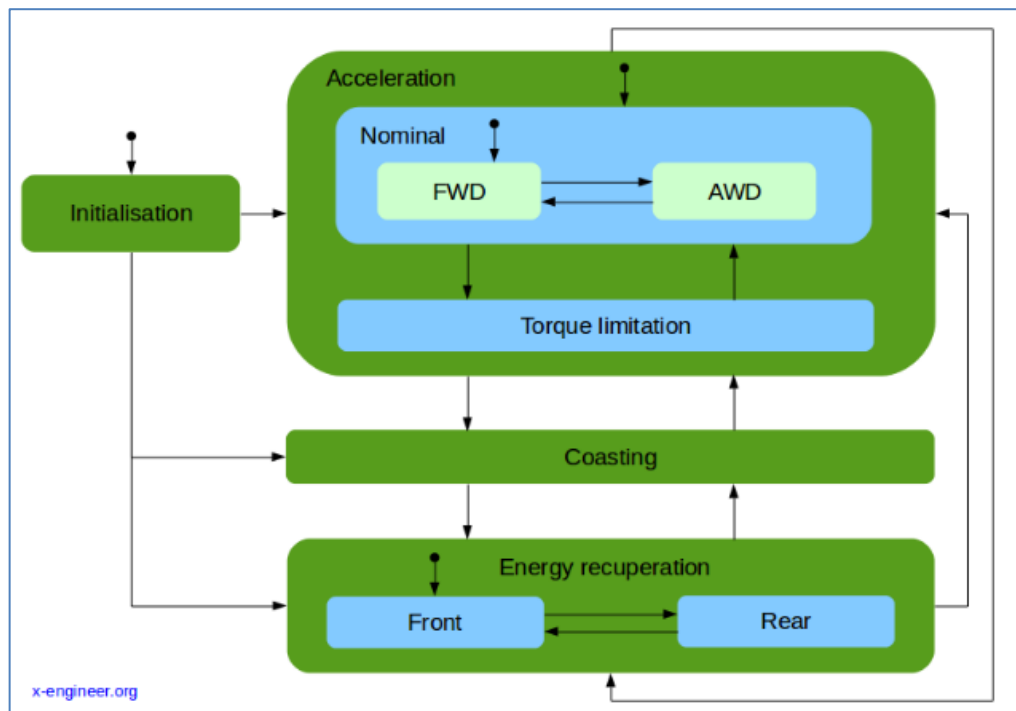 Acceleration
Nominal
FWD
AWD
Initialisation
Torque limitation
Coasting
Energy recuperation
Front
Rear
x-engineer.org